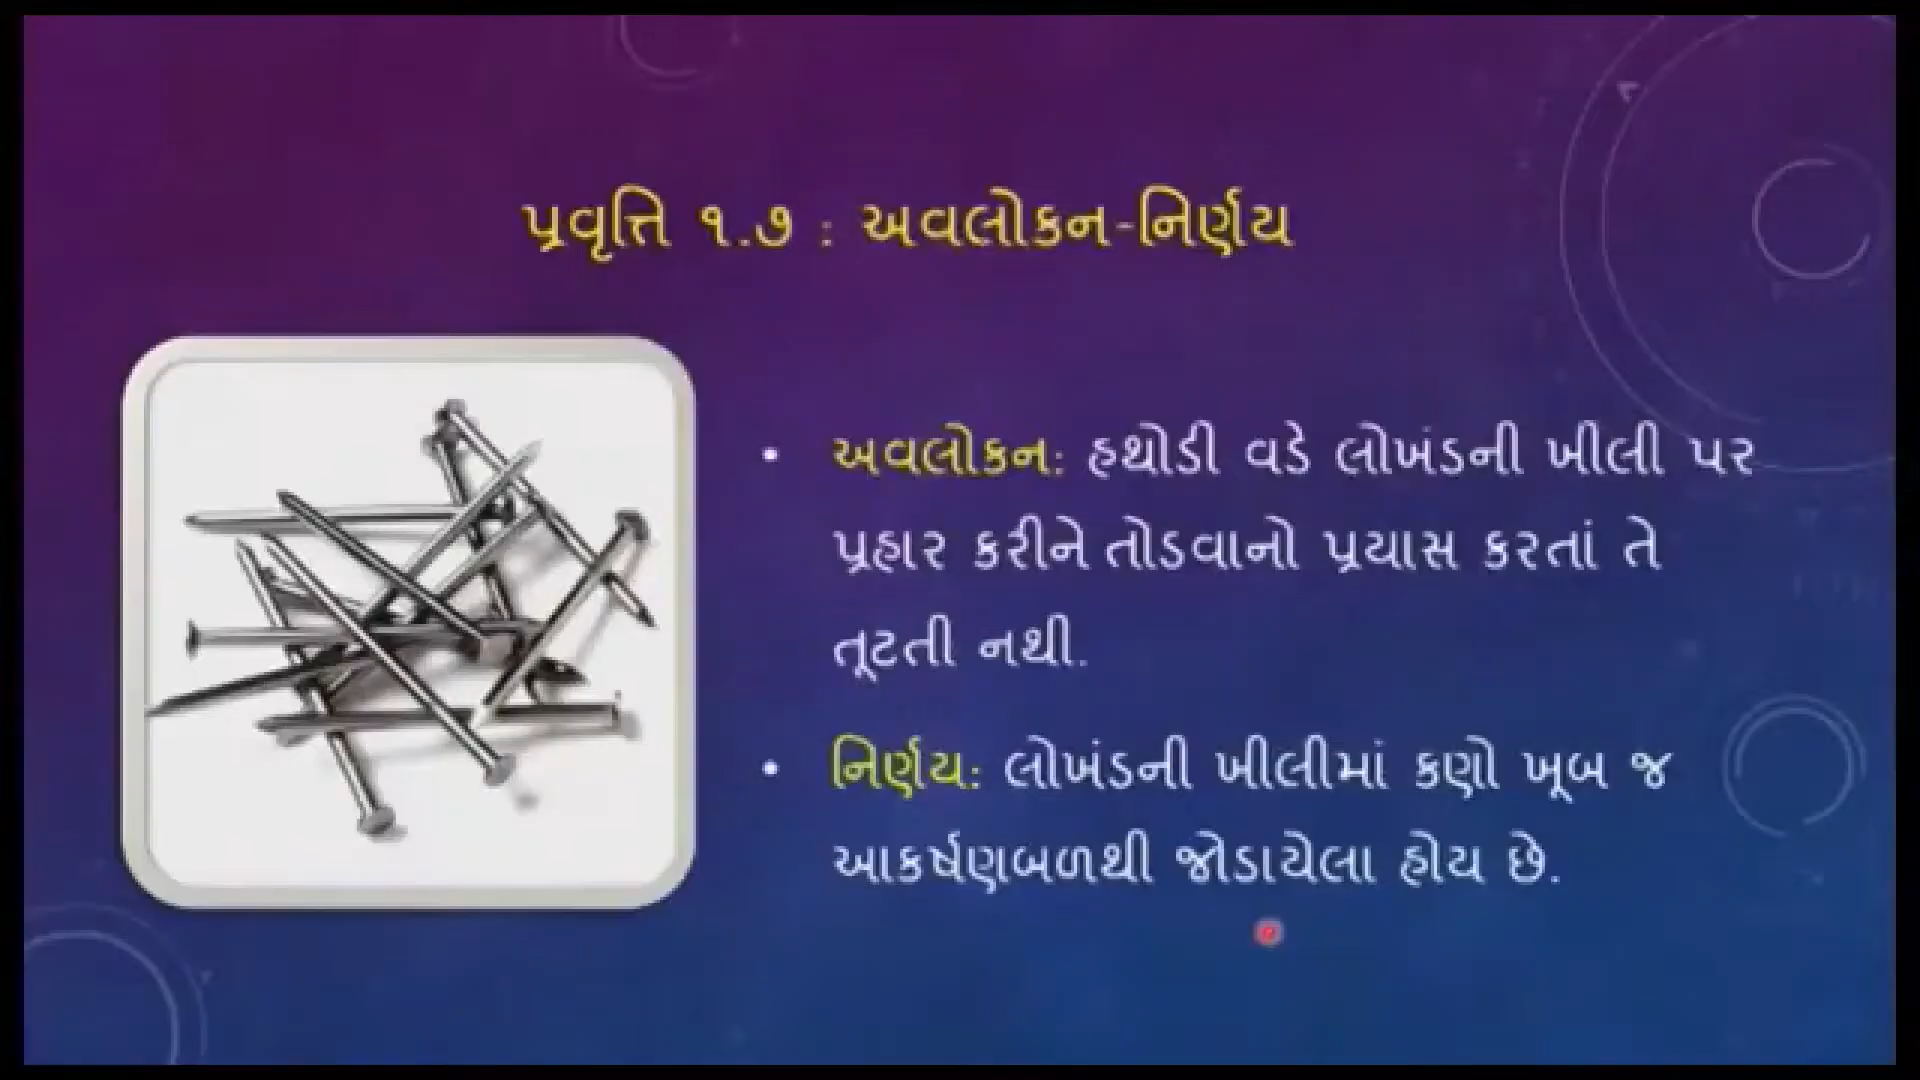 પ્રવૃત્તિ ૧.૭ : અવલોકન-નિર્ણય
• અવલોકન: હથોડી વડે લોખંડની ખીલી પર
પ્રહાર કરીને તોડવાનો પ્રયાસ કરતાં તે
તૂટતી નથી.
• નિર્ણય: લોખંડની ખીલીમાં કણો ખૂબ જ
આકર્ષણબળથી જોડાયેલા હોય છે.